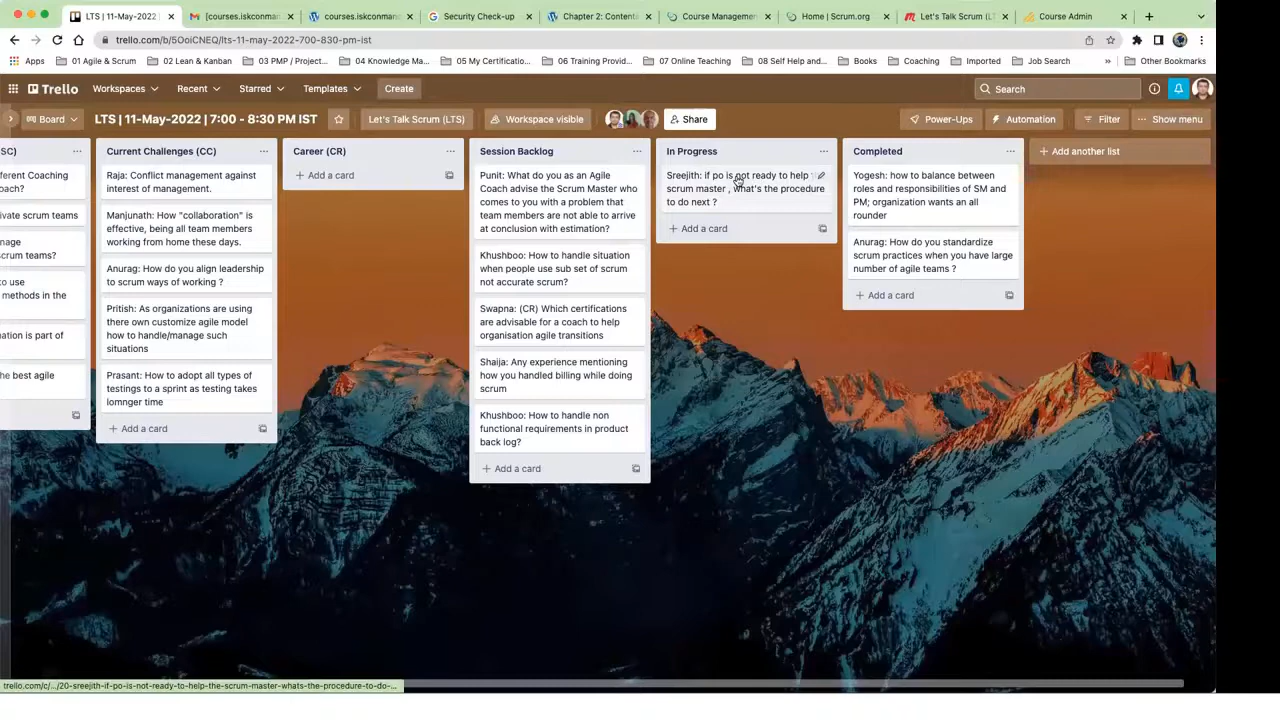 LTS | 11-May-2022 | 7:00 - 8:30
[courses.iskconman
courses.iskconman
Security Check-up
Chapter 2: Contents
Course Managemen
Home | Scrum.org
Let's Talk Scrum (LT
Course Admin
trello.com/b/5OoiCNEQ/lts-11-may-2022-700-830-pm-ist
Apps
01 Agile & Scrum
02 Lean & Kanban
03 PMP / Project...
04 Knowledge Ma...
05 My Certificatio...
06 Training Provid...
07 Online Teaching
08 Self Help and...
Books
Coaching
Imported
Job Search
»
Other Bookmarks
Trello
Workspaces
Recent
Starred
Templates
Create
Search
Board
LTS | 11-May-2022 | 7:00 - 8:30 PM IST
Let's Talk Scrum (LTS)
Workspace visible
Share
Power-Ups
Automation
Filter
Show menu
SC)
ferent Coaching
oach?
ivate scrum teams
nage
scrum teams?
to use
methods in the
nation is part of
he best agile
Current Challenges (CC)
Raja: Conflict management against
interest of management.
Manjunath: How "collaboration" is
effective, being all team members
working from home these days.
Anurag: How do you align leadership
to scrum ways of working ?
Pritish: As organizations are using
there own customize agile model
how to handle/manage such
situations
Prasant: How to adopt all types of
testings to a sprint as testing takes
lomnger time
+ Add a card
Career (CR)
+ Add a card
Session Backlog
Punit: What do you as an Agile
Coach advise the Scrum Master who
comes to you with a problem that
team members are not able to arrive
at conclusion with estimation?
Khushboo: How to handle situation
when people use sub set of scrum
not accurate scrum?
Swapna: (CR) Which certifications
are advisable for a coach to help
organisation agile transitions
Shaija: Any experience mentioning
how you handled billing while doing
scrum
Khushboo: How to handle non
functional requirements in product
back log?
+ Add a card
In Progress
Sreejith: if po is not ready to help
scrum master , what's the procedure
to do next ?
+ Add a card
Completed
Yogesh: how to balance between
roles and responsibilities of SM and
PM; organization wants an all
rounder
Anurag: How do you standardize
scrum practices when you have large
number of agile teams ?
+ Add a card
+ Add another list
trello.com/c/.../20-sreejith-if-po-is-not-ready-to-help-the-scrum-master-whats-the-procedure-to-do-...